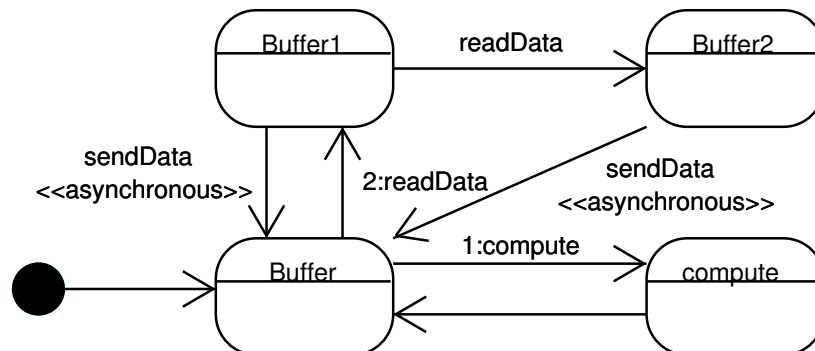 Buffer1
readData
Buffer2
sendData
<<asynchronous>>
2:readData
sendData
<<asynchronous>>
1:compute
Buffer
compute